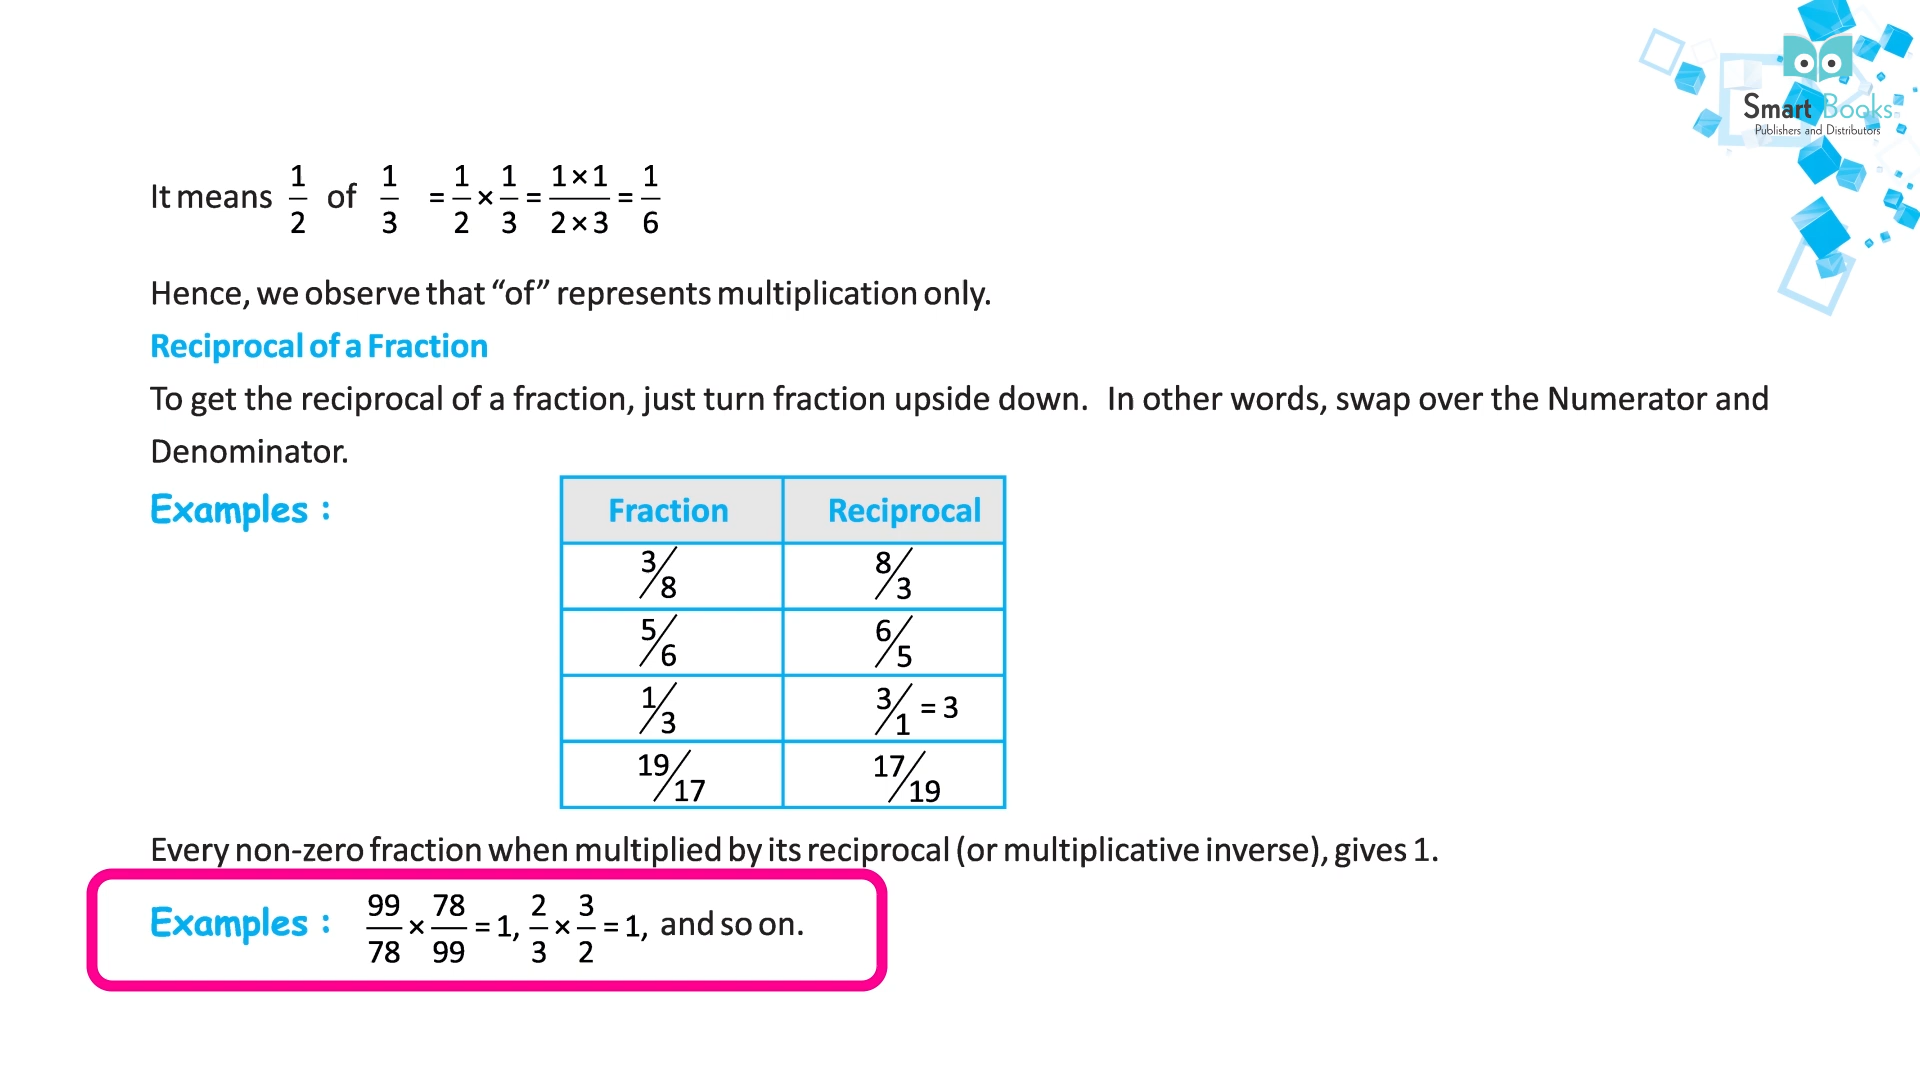 Smart Books
Publishers and Distributors
It means 1/2 of 1/3 = 1/2 × 1/3 = 1×1/2×3 = 1/6
Hence, we observe that “of” represents multiplication only.
Reciprocal of a Fraction
To get the reciprocal of a fraction, just turn fraction upside down. In other words, swap over the Numerator and
Denominator.
Examples :
Fraction Reciprocal
3/8 8/3
5/6 6/5
1/3 3/1 = 3
19/17 17/19
Every non-zero fraction when multiplied by its reciprocal (or multiplicative inverse), gives 1.
Examples : 99/78 × 78/99 = 1, 2/3 × 3/2 = 1, and so on.